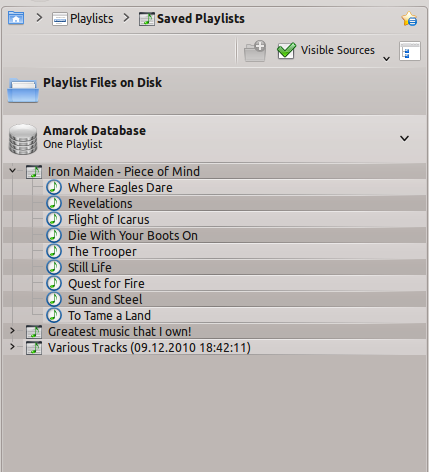 Playlists Saved Playlists
Visible Sources
Playlist Files on Disk
Amarok Database
One Playlist
Iron Maiden - Piece of Mind
Where Eagles Dare
Revelations
Flight of Icarus
Die With Your Boots On
The Trooper
Still Life
Quest for Fire
Sun and Steel
To Tame a Land
Greatest music that I own!
Various Tracks (09.12.2010 18:42:11)